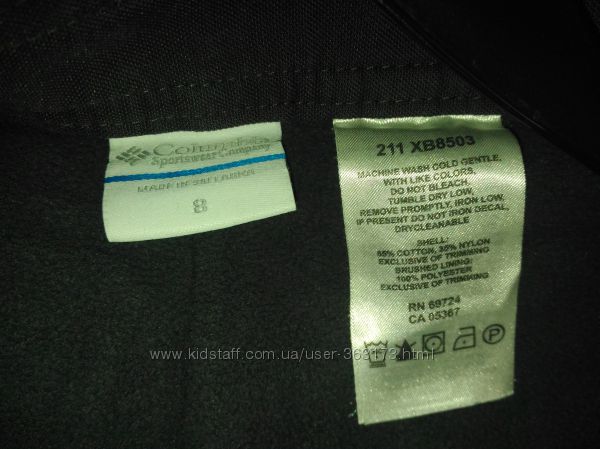 Columbia
Sportswear Company
MADE IN SRI LANKA
8
211 XB8503
MACHINE WASH COLD GENTLE,
WITH LIKE COLORS,
DO NOT BLEACH,
TUMBLE DRY LOW,
REMOVE PROMPTLY, IRON LOW,
IF PRESENT DO NOT IRON DECAL,
DRYCLEANABLE
SHELL:
65% COTTON, 35% NYLON
EXCLUSIVE OF TRIMMING
BRUSHED LINING:
100% POLYESTER
EXCLUSIVE OF TRIMMING
RN 69724
CA 05367
www.kidstaff.com.ua/user-363173.html